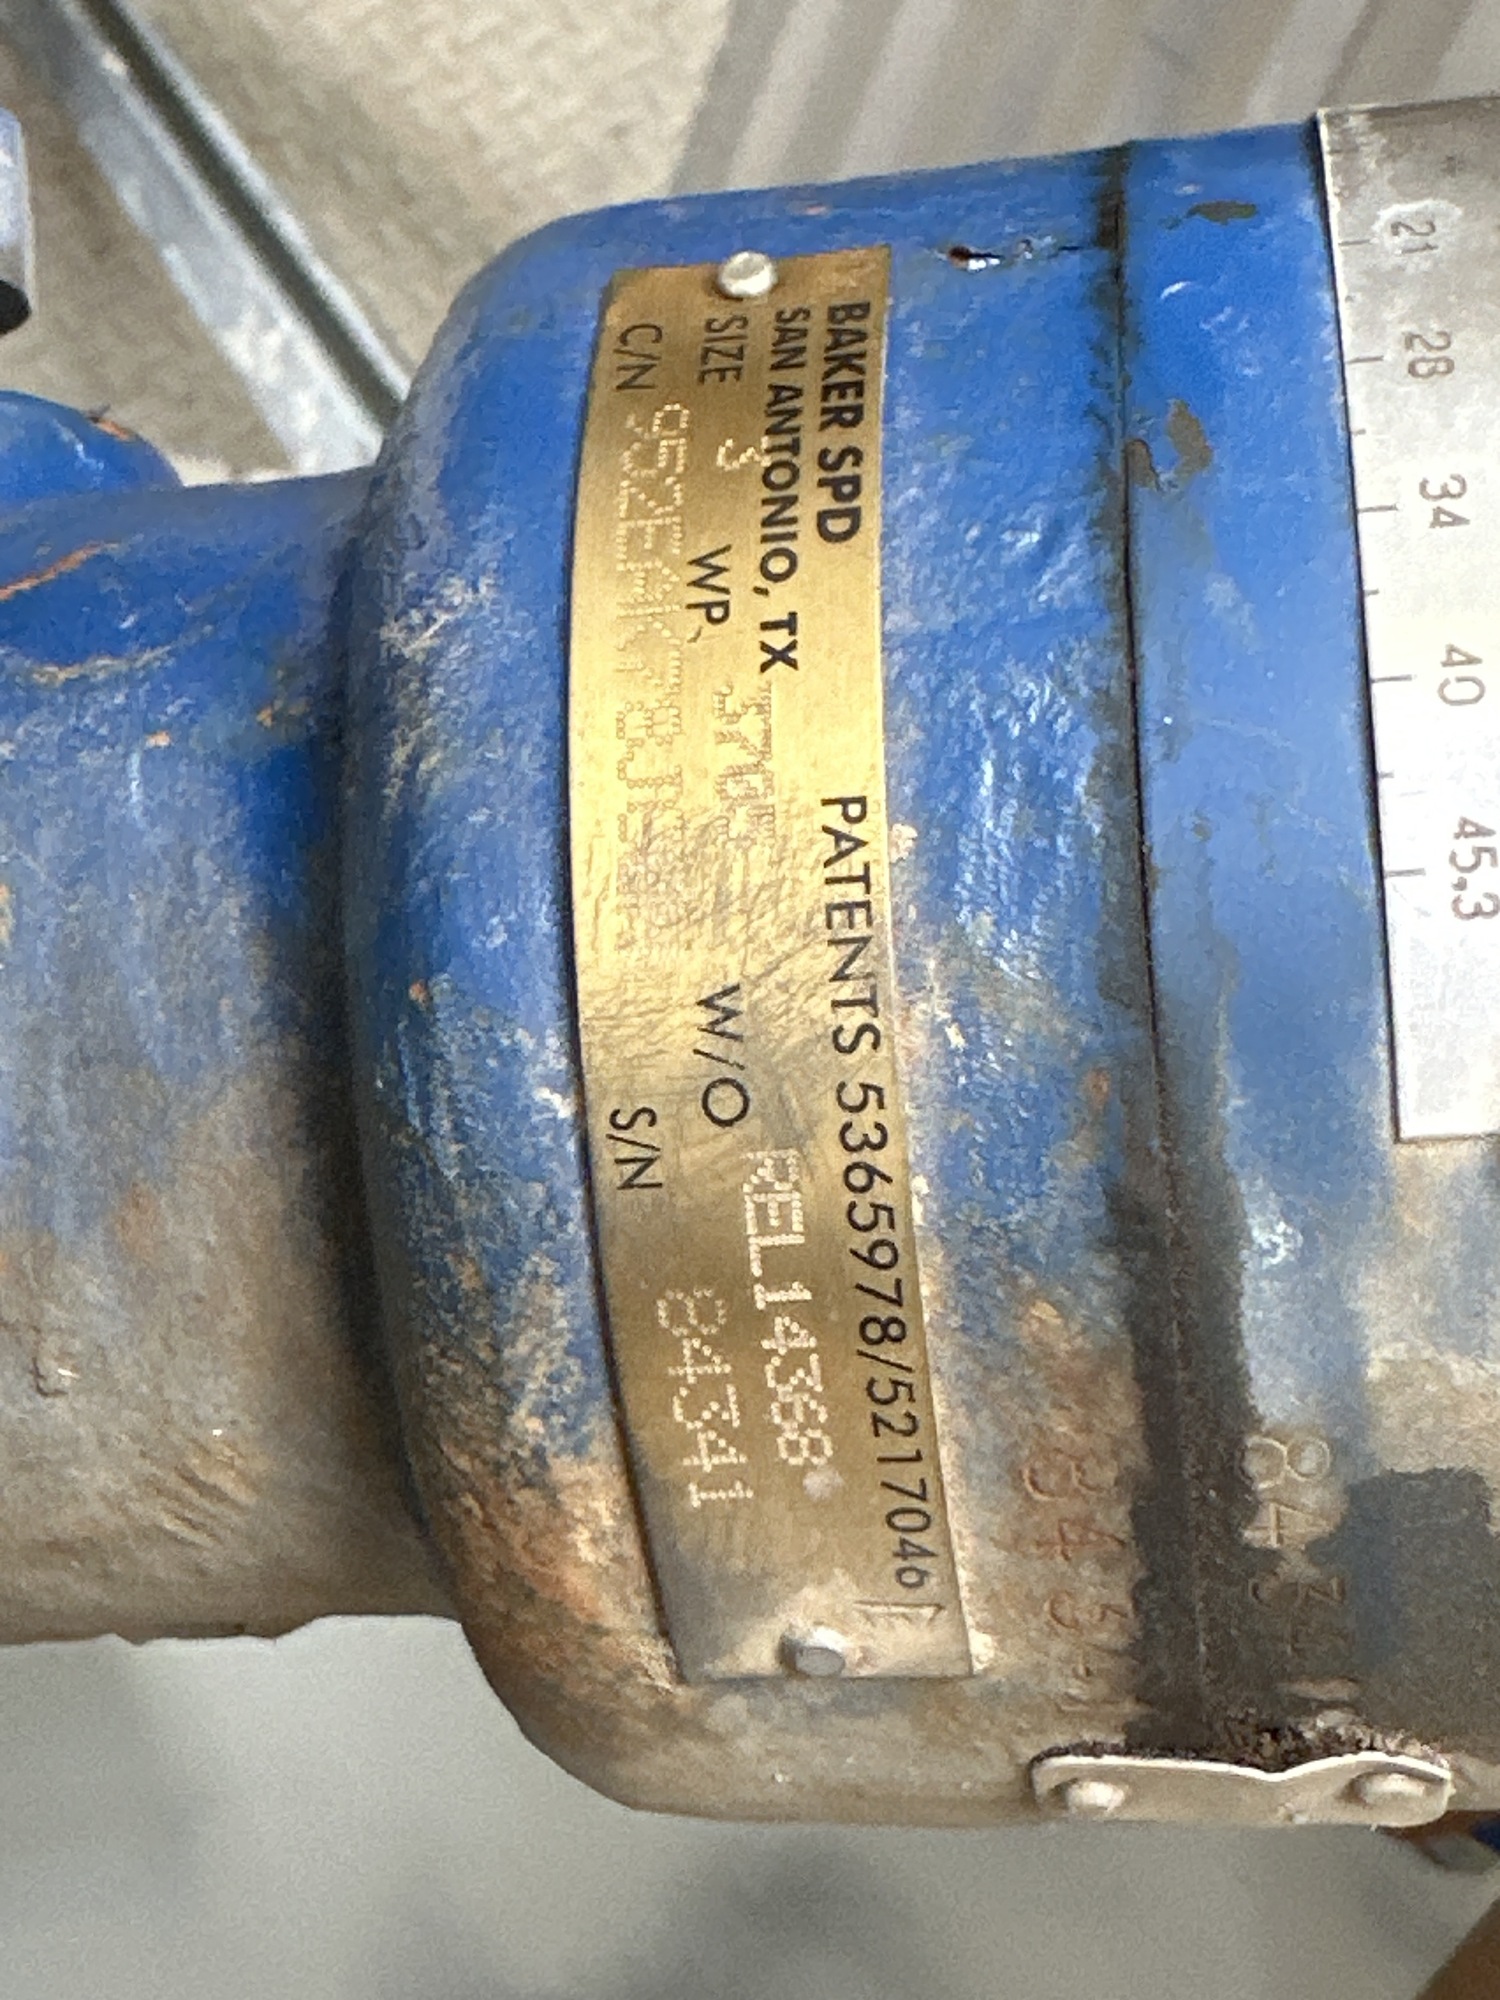 BAKER SPD
SAN ANTONIO, TX
PATENTS 5365978/5217046
SIZE 3 WP 3705 W/O REL14368
C/N S/N 84341
84341
21
28
34
40
45.3